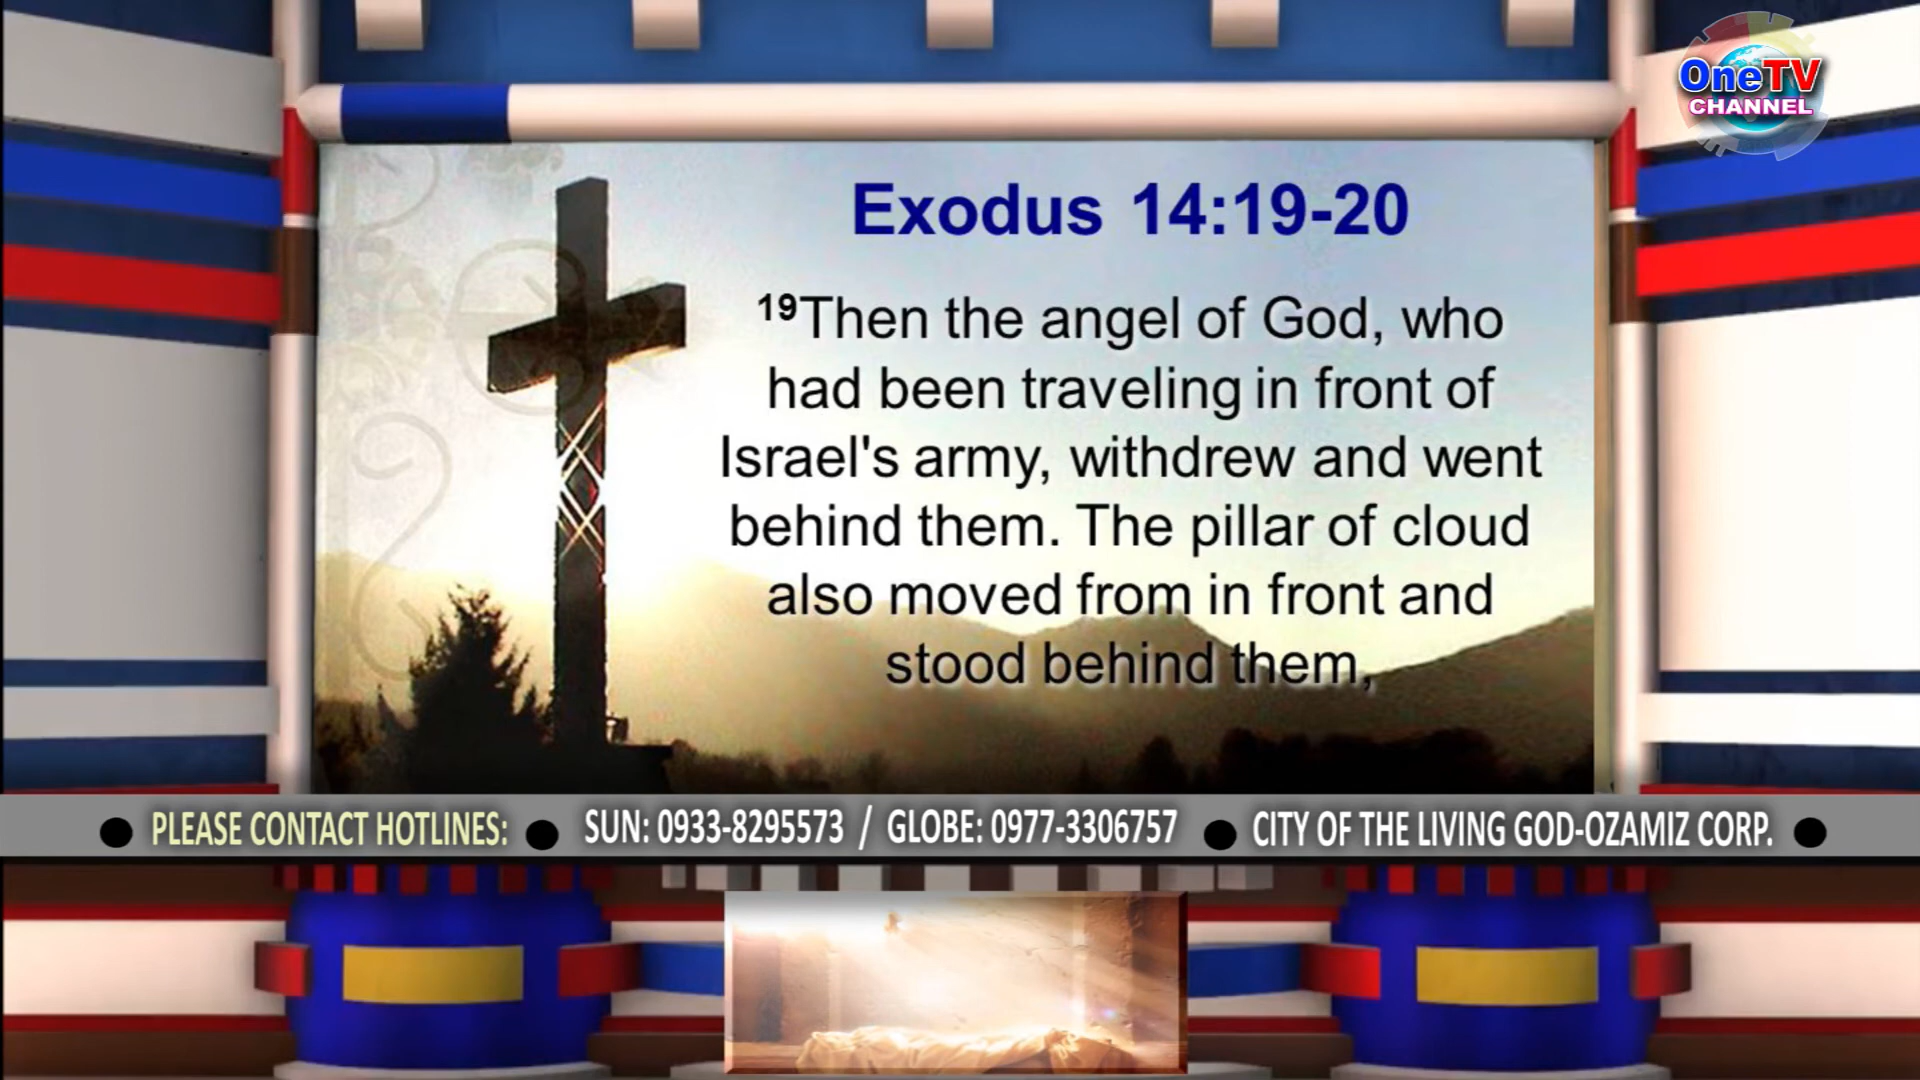 OneTV
CHANNEL
Exodus 14:19-20
19Then the angel of God, who
had been traveling in front of
Israel's army, withdrew and went
behind them. The pillar of cloud
also moved from in front and
stood behind them,
PLEASE CONTACT HOTLINES: SUN: 0933-8295573 / GLOBE: 0977-3306757 CITY OF THE LIVING GOD-OZAMIZ CORP.